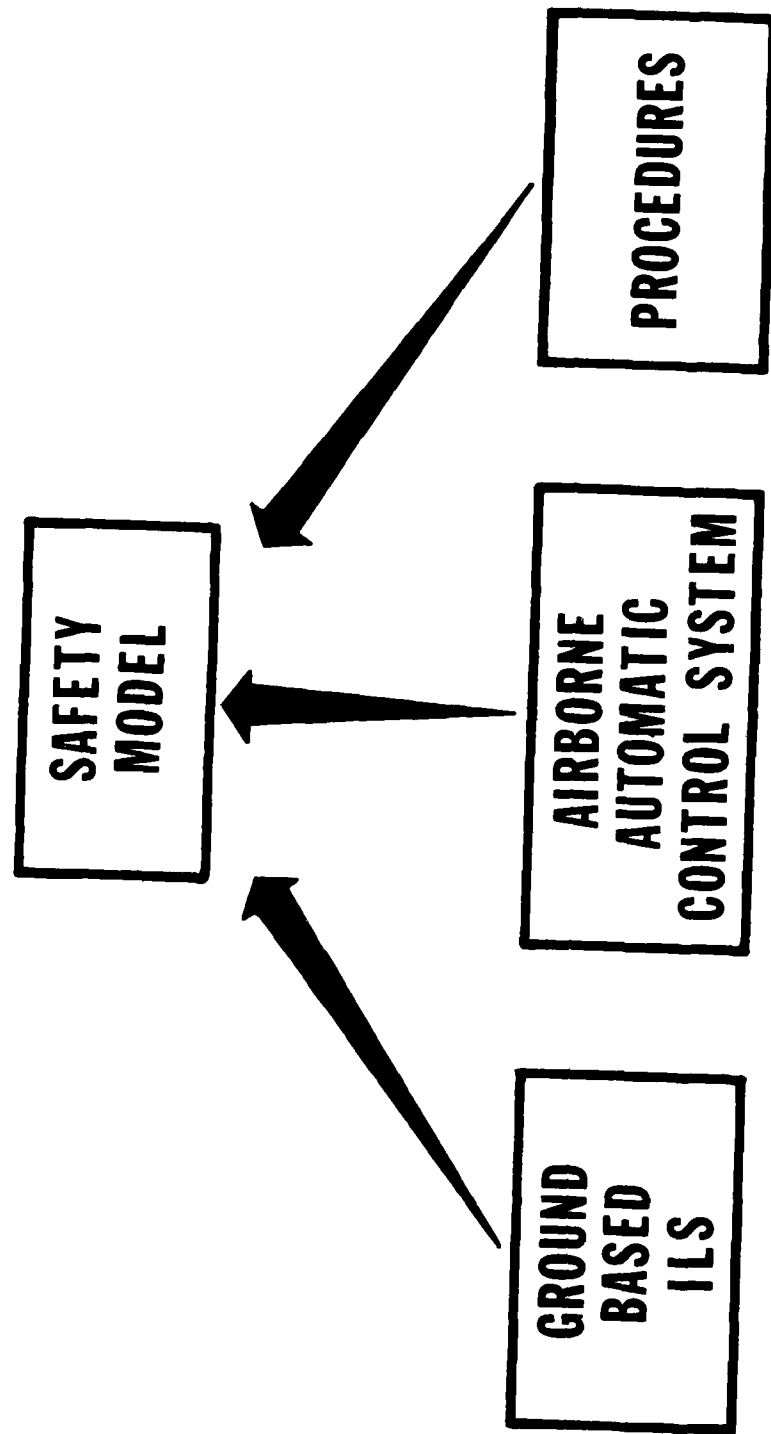 SAFETY
MODEL
GROUND
BASED
ILS
AIRBORNE
AUTOMATIC
CONTROL SYSTEM
PROCEDURES